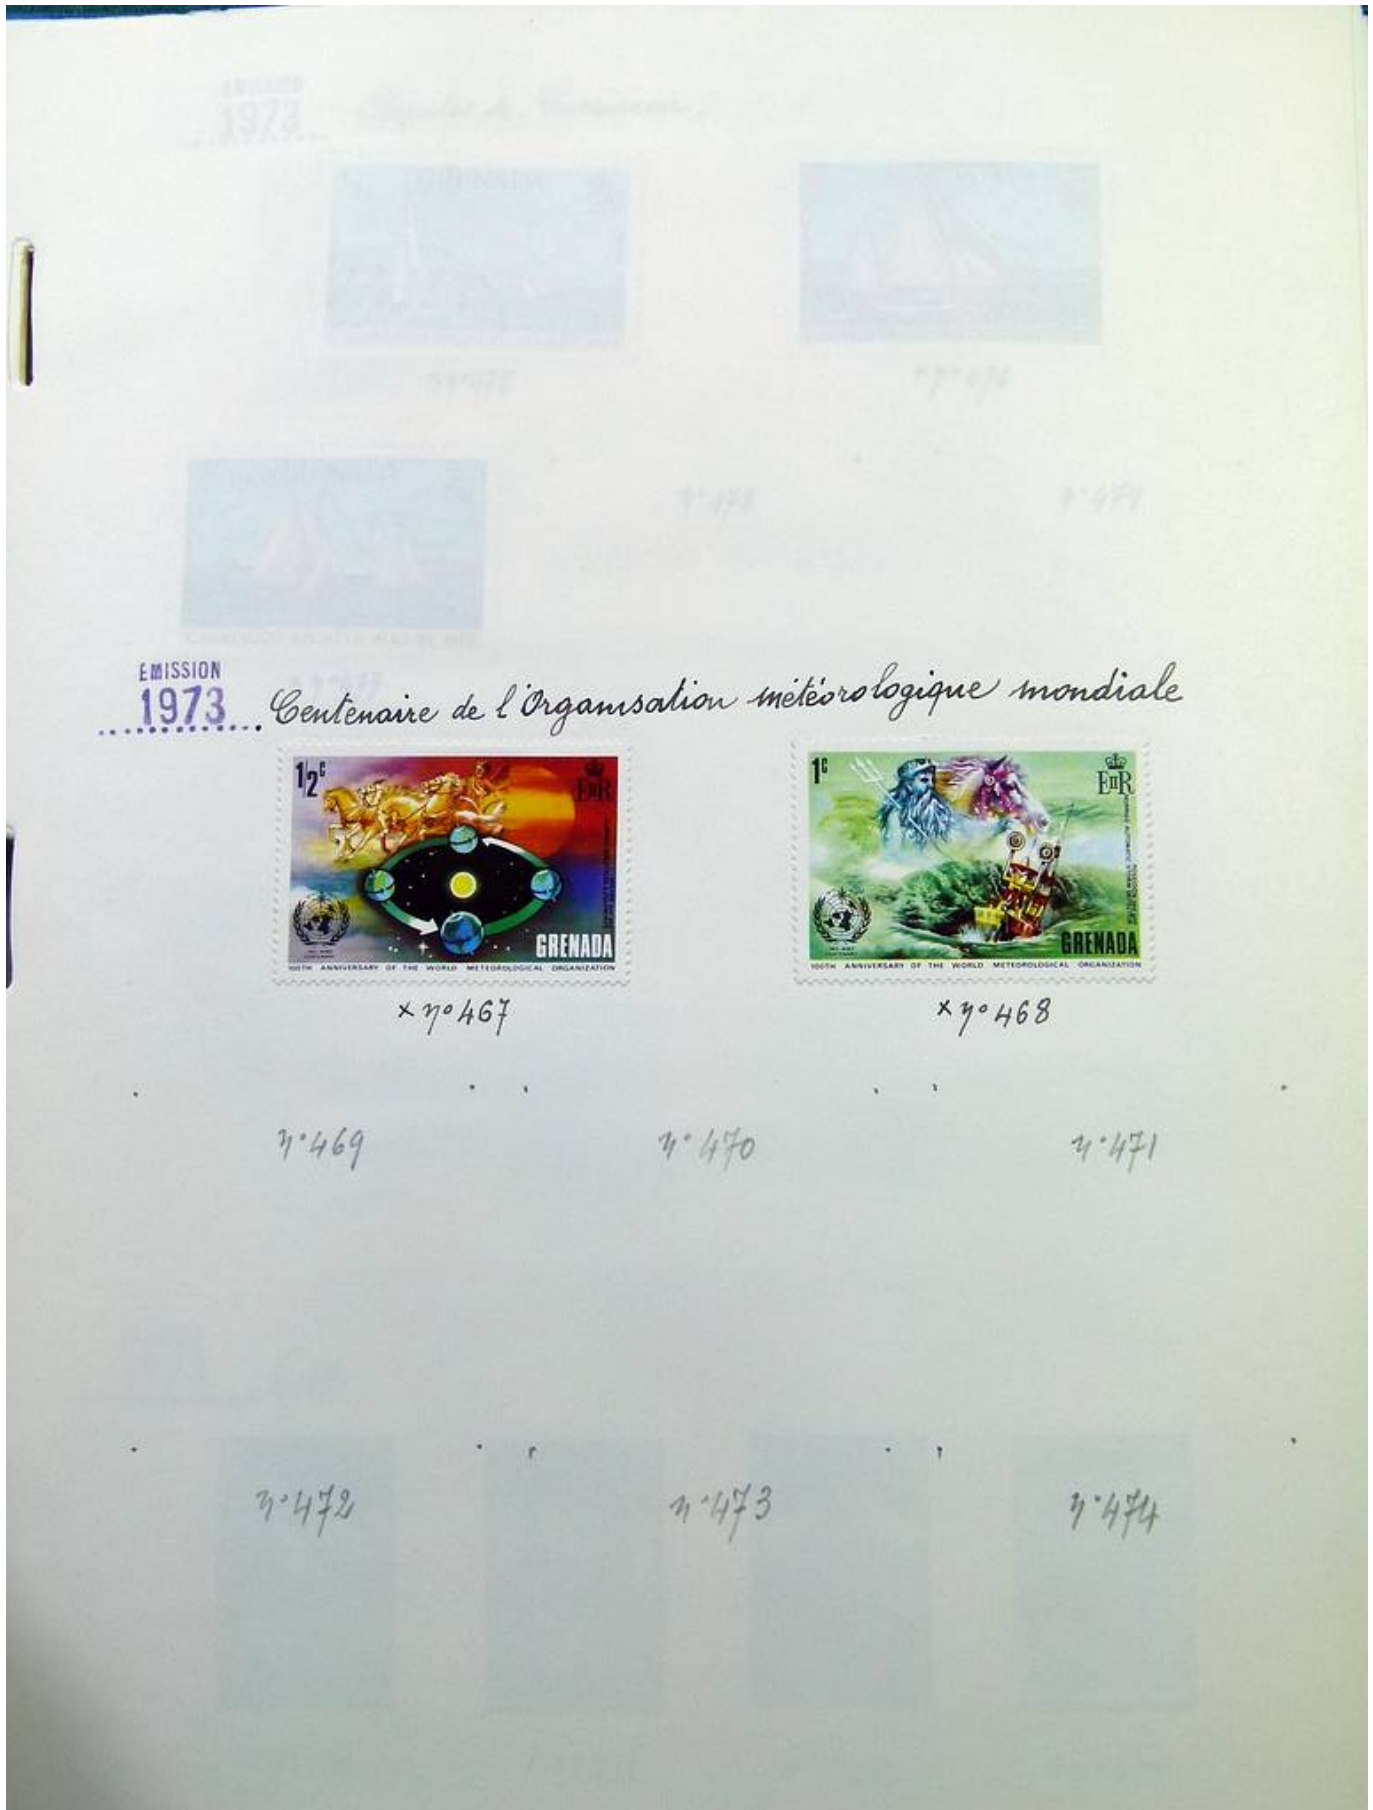 EMISSION
1973 Centenaire de l'Organisation météorologique mondiale
1/2c
EIIR
GRENADA
100TH ANNIVERSARY OF THE WORLD METEOROLOGICAL ORGANIZATION
1c
EIIR
GRENADA
100TH ANNIVERSARY OF THE WORLD METEOROLOGICAL ORGANIZATION
x n° 467
x n° 468
n° 469
n° 470
n° 471
n° 472
n° 473
n° 474